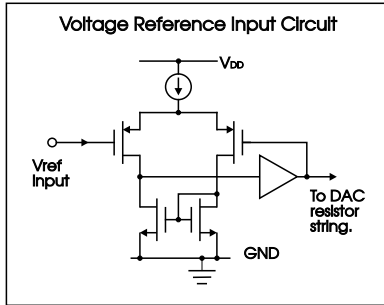 Voltage Reference Input Circuit
VDD
Vref
Input
To DAC
resistor
string.
GND